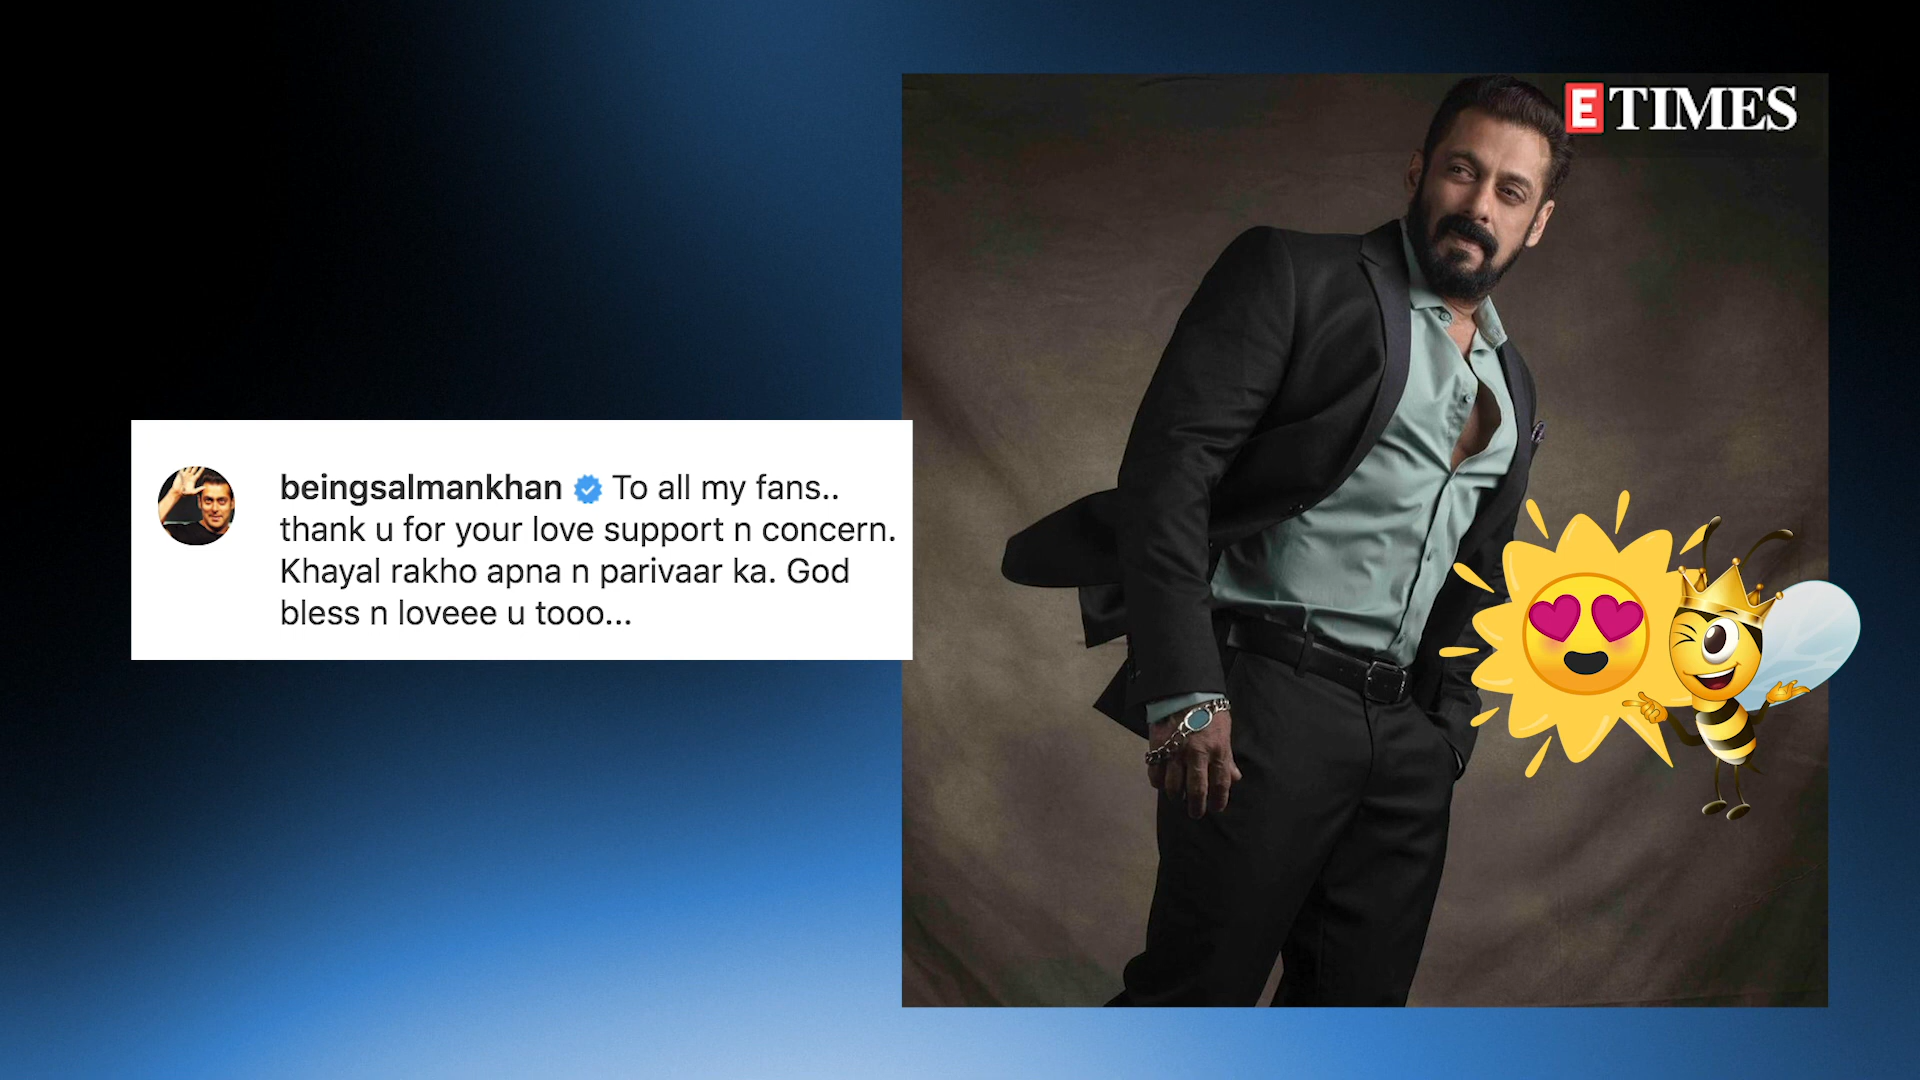 E TIMES
beingsalmankhan To all my fans..
thank u for your love support n concern.
Khayal rakho apna n parivaar ka. God
bless n loveee u tooo...